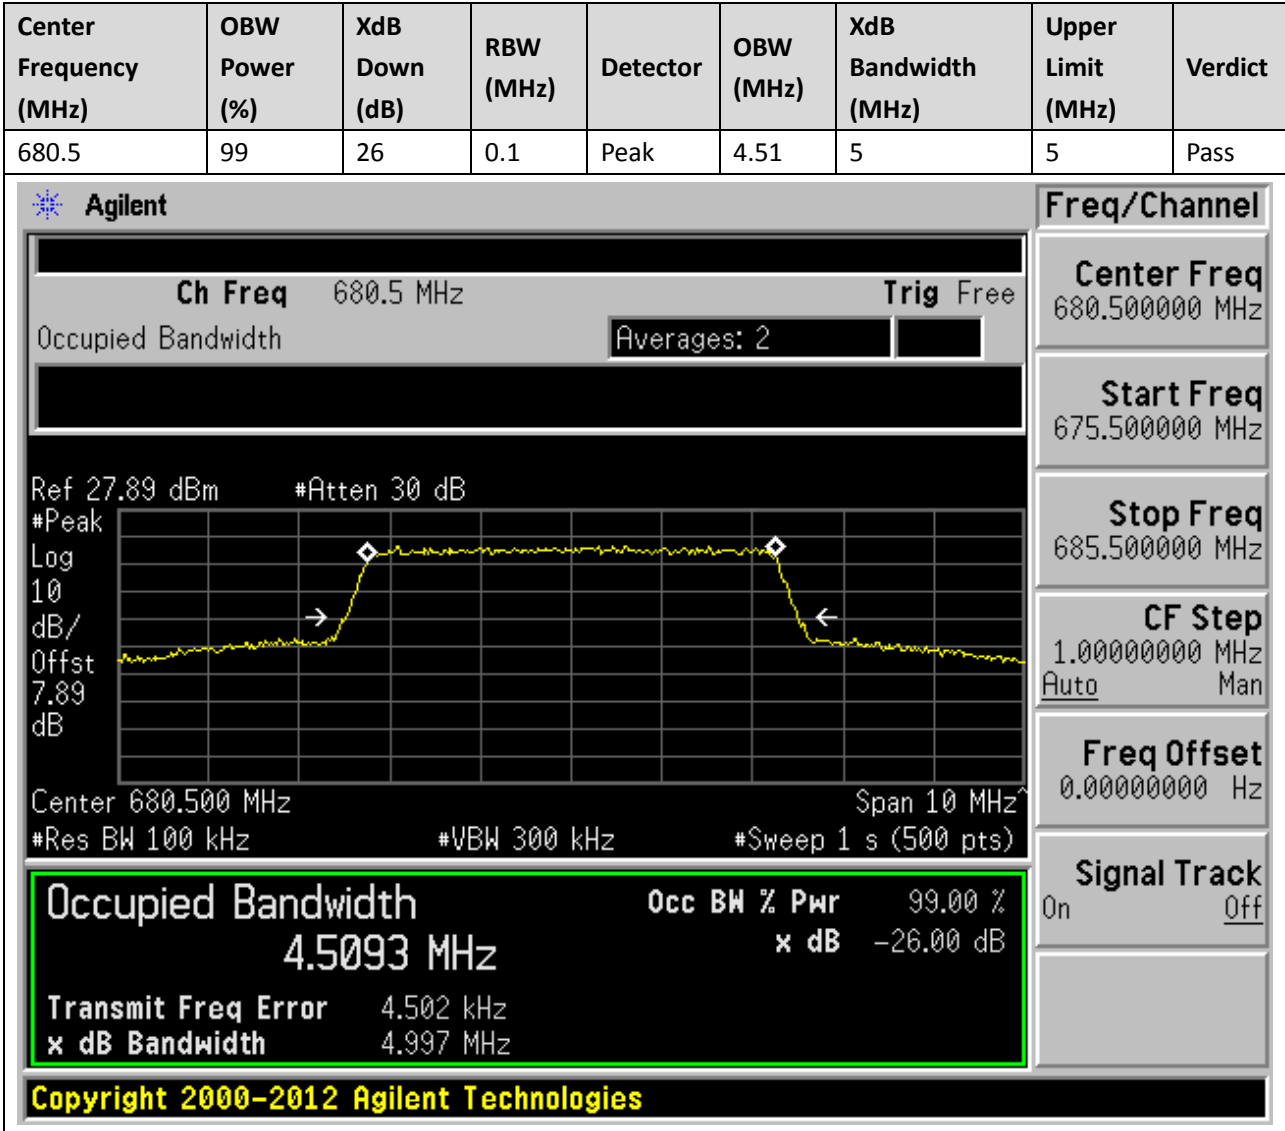 Center Frequency (MHz) OBW Power (%) XdB Down (dB) RBW (MHz) Detector OBW (MHz) XdB Bandwidth (MHz) Upper Limit (MHz) Verdict
680.5 99 26 0.1 Peak 4.51 5 5 Pass
Agilent
Ch Freq 680.5 MHz Trig Free
Occupied Bandwidth Averages: 2
Ref 27.89 dBm #Atten 30 dB
#Peak
Log
10
dB/
Offst
7.89
dB
Center 680.500 MHz Span 10 MHz^
#Res BW 100 kHz #VBW 300 kHz #Sweep 1 s (500 pts)
Occupied Bandwidth Occ BW % Pwr 99.00 %
4.5093 MHz x dB -26.00 dB
Transmit Freq Error 4.502 kHz
x dB Bandwidth 4.997 MHz
Copyright 2000-2012 Agilent Technologies
Freq/Channel
Center Freq
680.500000 MHz
Start Freq
675.500000 MHz
Stop Freq
685.500000 MHz
CF Step
1.00000000 MHz
Auto Man
Freq Offset
0.00000000 Hz
Signal Track
On Off